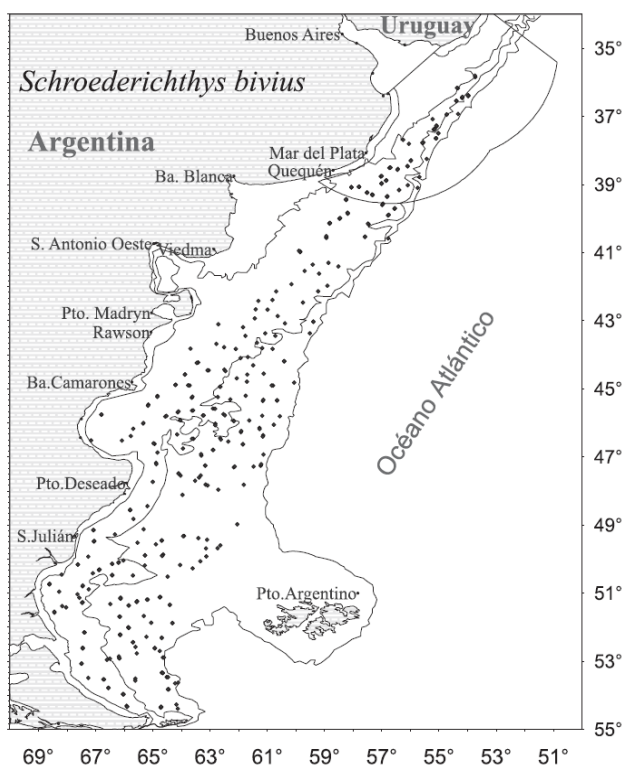 Uruguay
Buenos Aires
35°
Schroederichthys bivius
37°
Argentina
Mar del Plata
Quequén
Ba. Blanca
39°
S. Antonio Oeste
Viedma
41°
Pto. Madryn
43°
Rawson
Océano Atlántico
Ba.Camarones
45°
47°
Pto.Deseado
49°
S.Julián
Pto.Argentino
51°
53°
55°
69° 67° 65° 63° 61° 59° 57° 55° 53° 51°